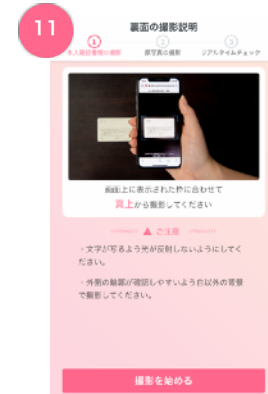 11
裏面の撮影説明
① ② ③
本人確認書類の撮影 顔写真の撮影 リアルタイムチェック
画面上に表示された枠に合わせて
真上から撮影してください
ご注意
・文字が写るよう光が反射しないようにしてく
ださい。
・外側の輪郭が確認しやすいよう白以外の背景
で撮影してください。
撮影を始める